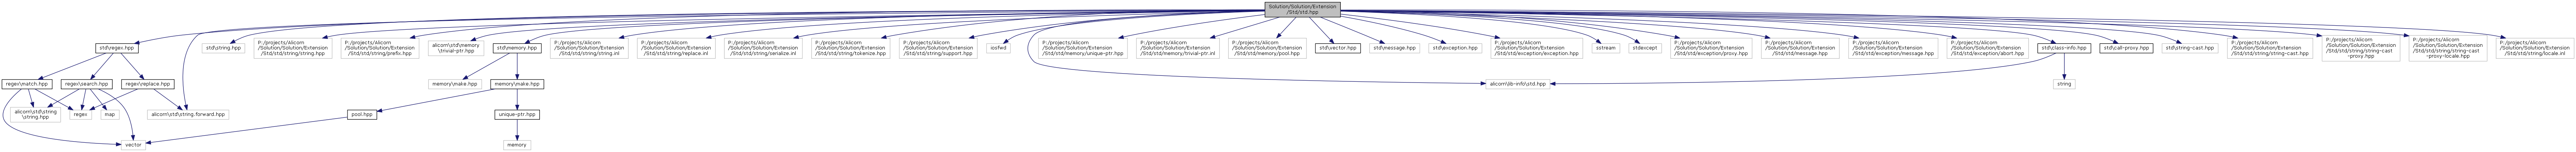 Solution/Solution/Extension
/Std/std.hpp
std\regex.hpp
std\string.hpp
P:/projects/Alicorn
/Solution/Solution/Extension
/Std/std/string/string.hpp
P:/projects/Alicorn
/Solution/Solution/Extension
/Std/std/string/prefix.hpp
alicorn\std\memory
\trivial-ptr.hpp
std\memory.hpp
P:/projects/Alicorn
/Solution/Solution/Extension
/Std/std/string/string.inl
P:/projects/Alicorn
/Solution/Solution/Extension
/Std/std/string/replace.inl
P:/projects/Alicorn
/Solution/Solution/Extension
/Std/std/string/serialize.inl
P:/projects/Alicorn
/Solution/Solution/Extension
/Std/std/string/tokenize.hpp
P:/projects/Alicorn
/Solution/Solution/Extension
/Std/std/string/support.hpp
iosfwd
P:/projects/Alicorn
/Solution/Solution/Extension
/Std/std/memory/unique-ptr.hpp
P:/projects/Alicorn
/Solution/Solution/Extension
/Std/std/memory/trivial-ptr.inl
P:/projects/Alicorn
/Solution/Solution/Extension
/Std/std/memory/pool.hpp
std\vector.hpp
std\message.hpp
std\exception.hpp
P:/projects/Alicorn
/Solution/Solution/Extension
/Std/std/exception/exception.hpp
sstream
stdexcept
P:/projects/Alicorn
/Solution/Solution/Extension
/Std/std/exception/proxy.hpp
P:/projects/Alicorn
/Solution/Solution/Extension
/Std/std/message.hpp
P:/projects/Alicorn
/Solution/Solution/Extension
/Std/std/exception/message.hpp
P:/projects/Alicorn
/Solution/Solution/Extension
/Std/std/exception/abort.hpp
std\class-info.hpp
std\call-proxy.hpp
std\string-cast.hpp
P:/projects/Alicorn
/Solution/Solution/Extension
/Std/std/string/string-cast.hpp
P:/projects/Alicorn
/Solution/Solution/Extension
/Std/std/string/string-cast
-proxy.hpp
P:/projects/Alicorn
/Solution/Solution/Extension
/Std/std/string/string-cast
-proxy-locale.hpp
P:/projects/Alicorn
/Solution/Solution/Extension
/Std/std/string/locale.inl
regex\match.hpp
regex\search.hpp
regex\replace.hpp
memory\make.hpp
memory\make.hpp
alicorn\lib-info\std.hpp
string
alicorn\std\string
\string.hpp
regex
map
alicorn\std\string.forward.hpp
pool.hpp
unique-ptr.hpp
vector
memory